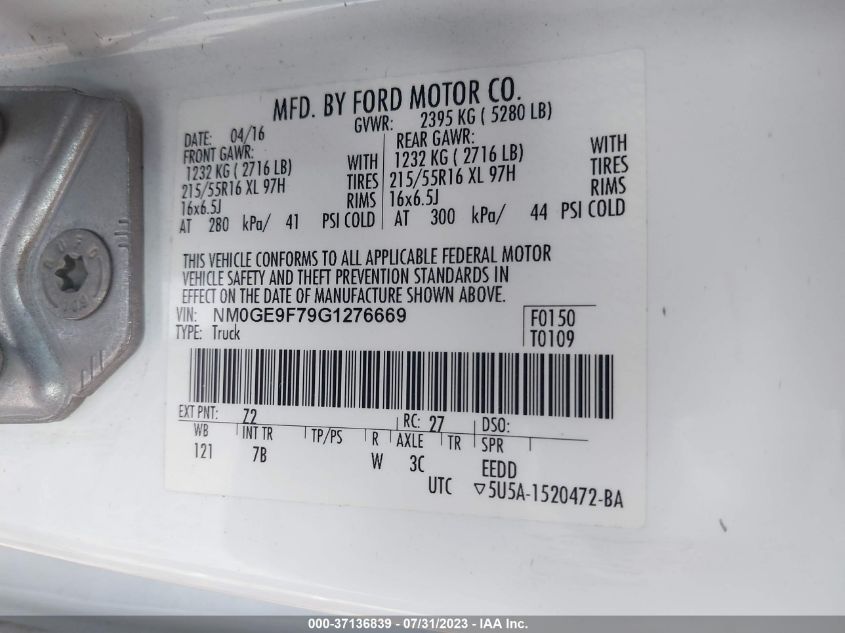 MFD. BY FORD MOTOR CO.
DATE: 04/16 GVWR: 2395 KG ( 5280 LB)
FRONT GAWR: REAR GAWR:
1232 KG ( 2716 LB) WITH 1232 KG ( 2716 LB) WITH
215/55R16 XL 97H TIRES 215/55R16 XL 97H TIRES
16x6.5J RIMS 16x6.5J RIMS
AT 280 kPa/ 41 PSI COLD AT 300 kPa/ 44 PSI COLD
THIS VEHICLE CONFORMS TO ALL APPLICABLE FEDERAL MOTOR
VEHICLE SAFETY AND THEFT PREVENTION STANDARDS IN
EFFECT ON THE DATE OF MANUFACTURE SHOWN ABOVE.
VIN: NM0GE9F79G1276669 F0150
TYPE: Truck T0109
EXT PNT: Z2 RC: 27 DSO:
WB INT TR TP/PS R AXLE TR SPR
121 7B W 3C EEDD
UTC ▽5U5A-1520472-BA
000-37136839 - 07/31/2023 - IAA Inc.